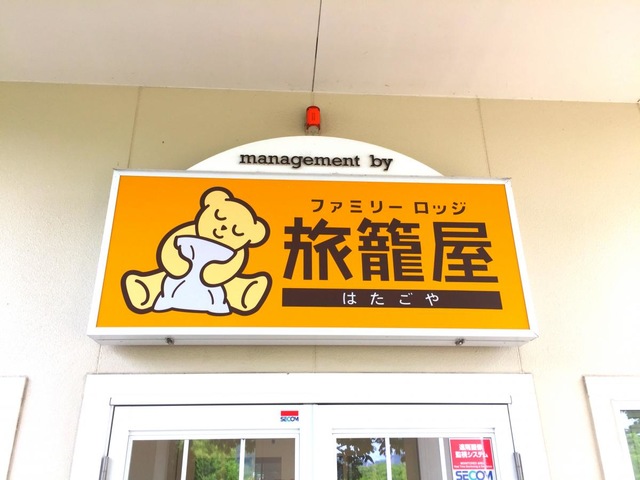 management by
ファミリー ロッジ
旅籠屋
はたごや
SECOM
SECOM